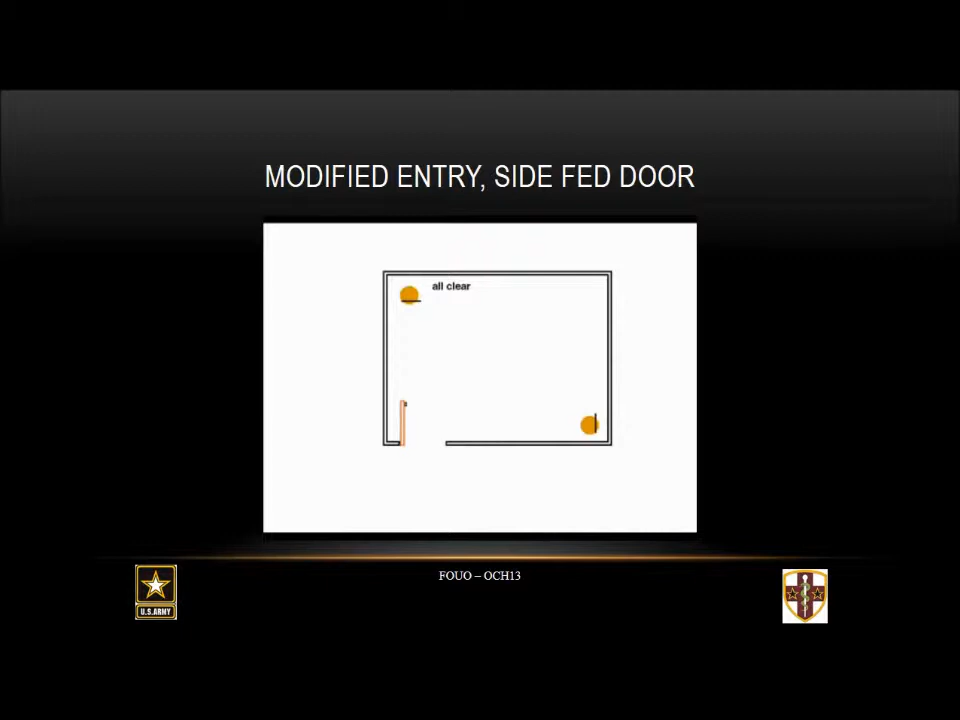 MODIFIED ENTRY, SIDE FED DOOR
all clear
FOUO – OCH13
U.S.ARMY